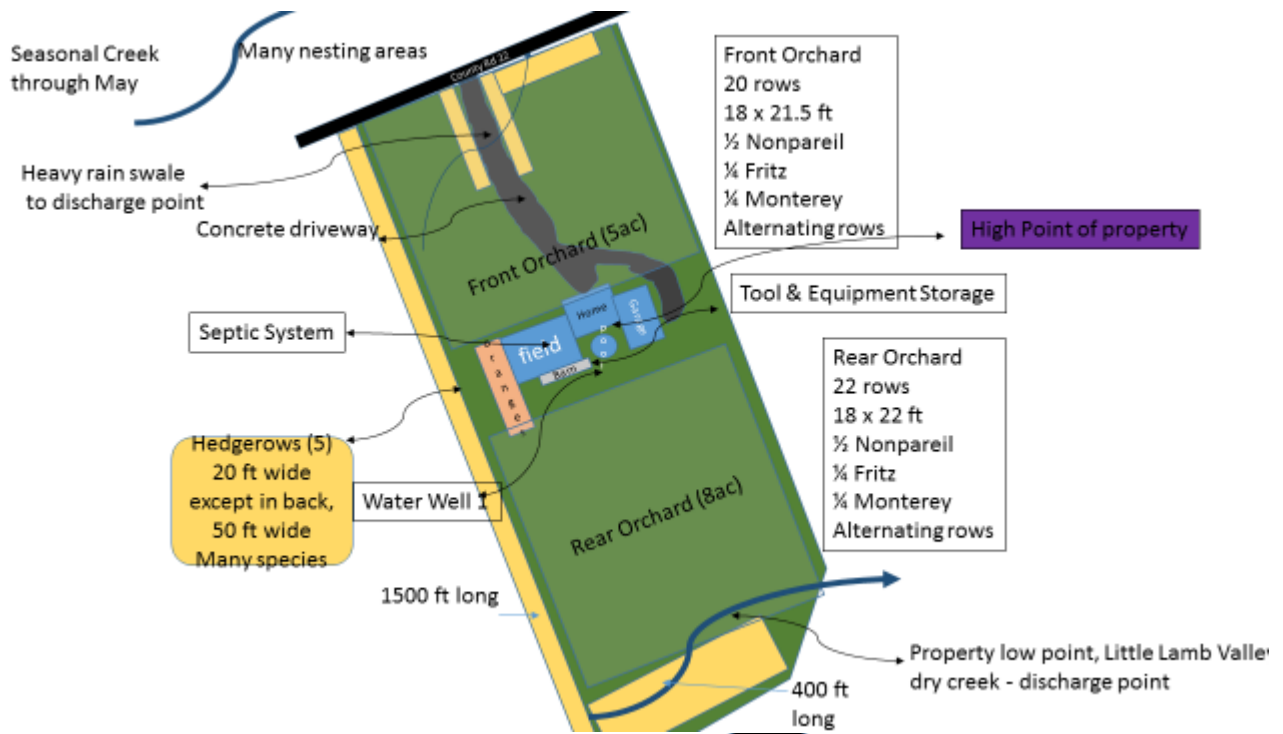 Seasonal Creek
through May
Many nesting areas
County Rd 22
Front Orchard
20 rows
18 x 21.5 ft
½ Nonpareil
¼ Fritz
¼ Monterey
Alternating rows
Heavy rain swale
to discharge point
Concrete driveway
Front Orchard (5ac)
High Point of property
Tool & Equipment Storage
Septic System
Home
Garage
pool
field
Barn
oranges
Rear Orchard
22 rows
18 x 22 ft
½ Nonpareil
¼ Fritz
¼ Monterey
Alternating rows
Hedgerows (5)
20 ft wide
except in back,
50 ft wide
Many species
Water Well 1
Rear Orchard (8ac)
1500 ft long
Property low point, Little Lamb Valley
dry creek - discharge point
400 ft
long